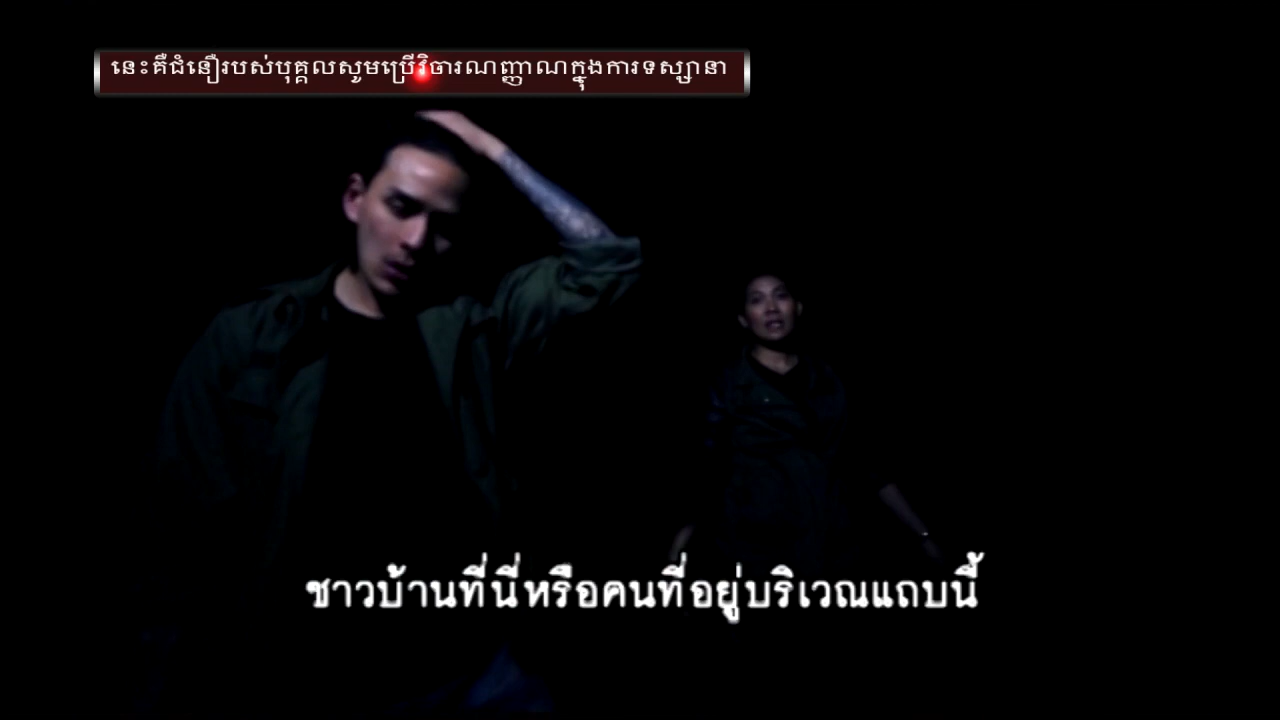 នេះគឺជំនឿរបស់បុគ្គលសូមប្រើវិចារណញ្ញាណក្នុងការទស្សនា
ชาวบ้านที่นี่หรือคนที่อยู่บริเวณแถบนี้